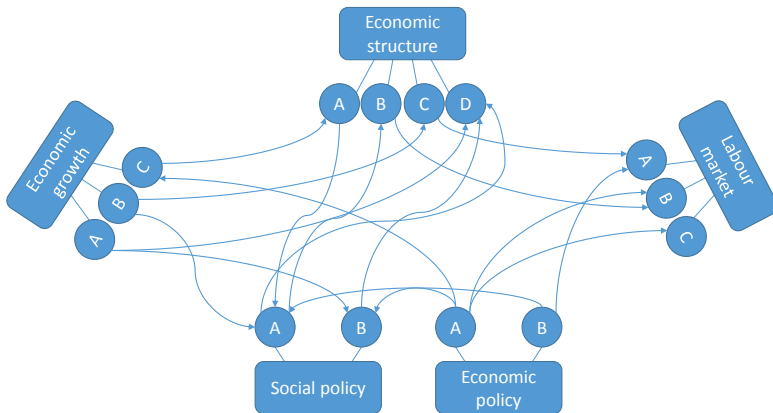 Economic
structure
A
B
C
D
Economic
growth
C
B
A
Labour
market
A
B
C
A
B
A
B
Social policy
Economic
policy